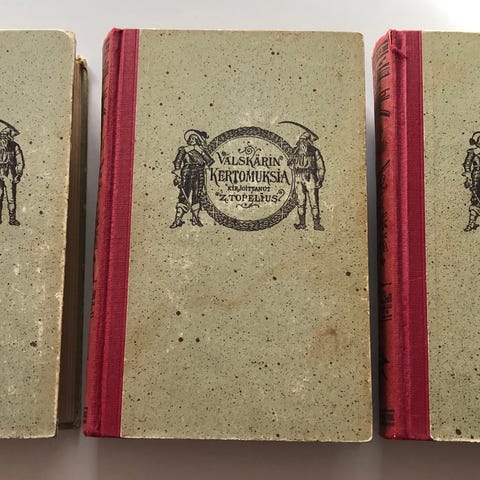 VÄLSKÄRIN
KERTOMUKSIA
KIRJOITTANUT
Z. TOPELIUS